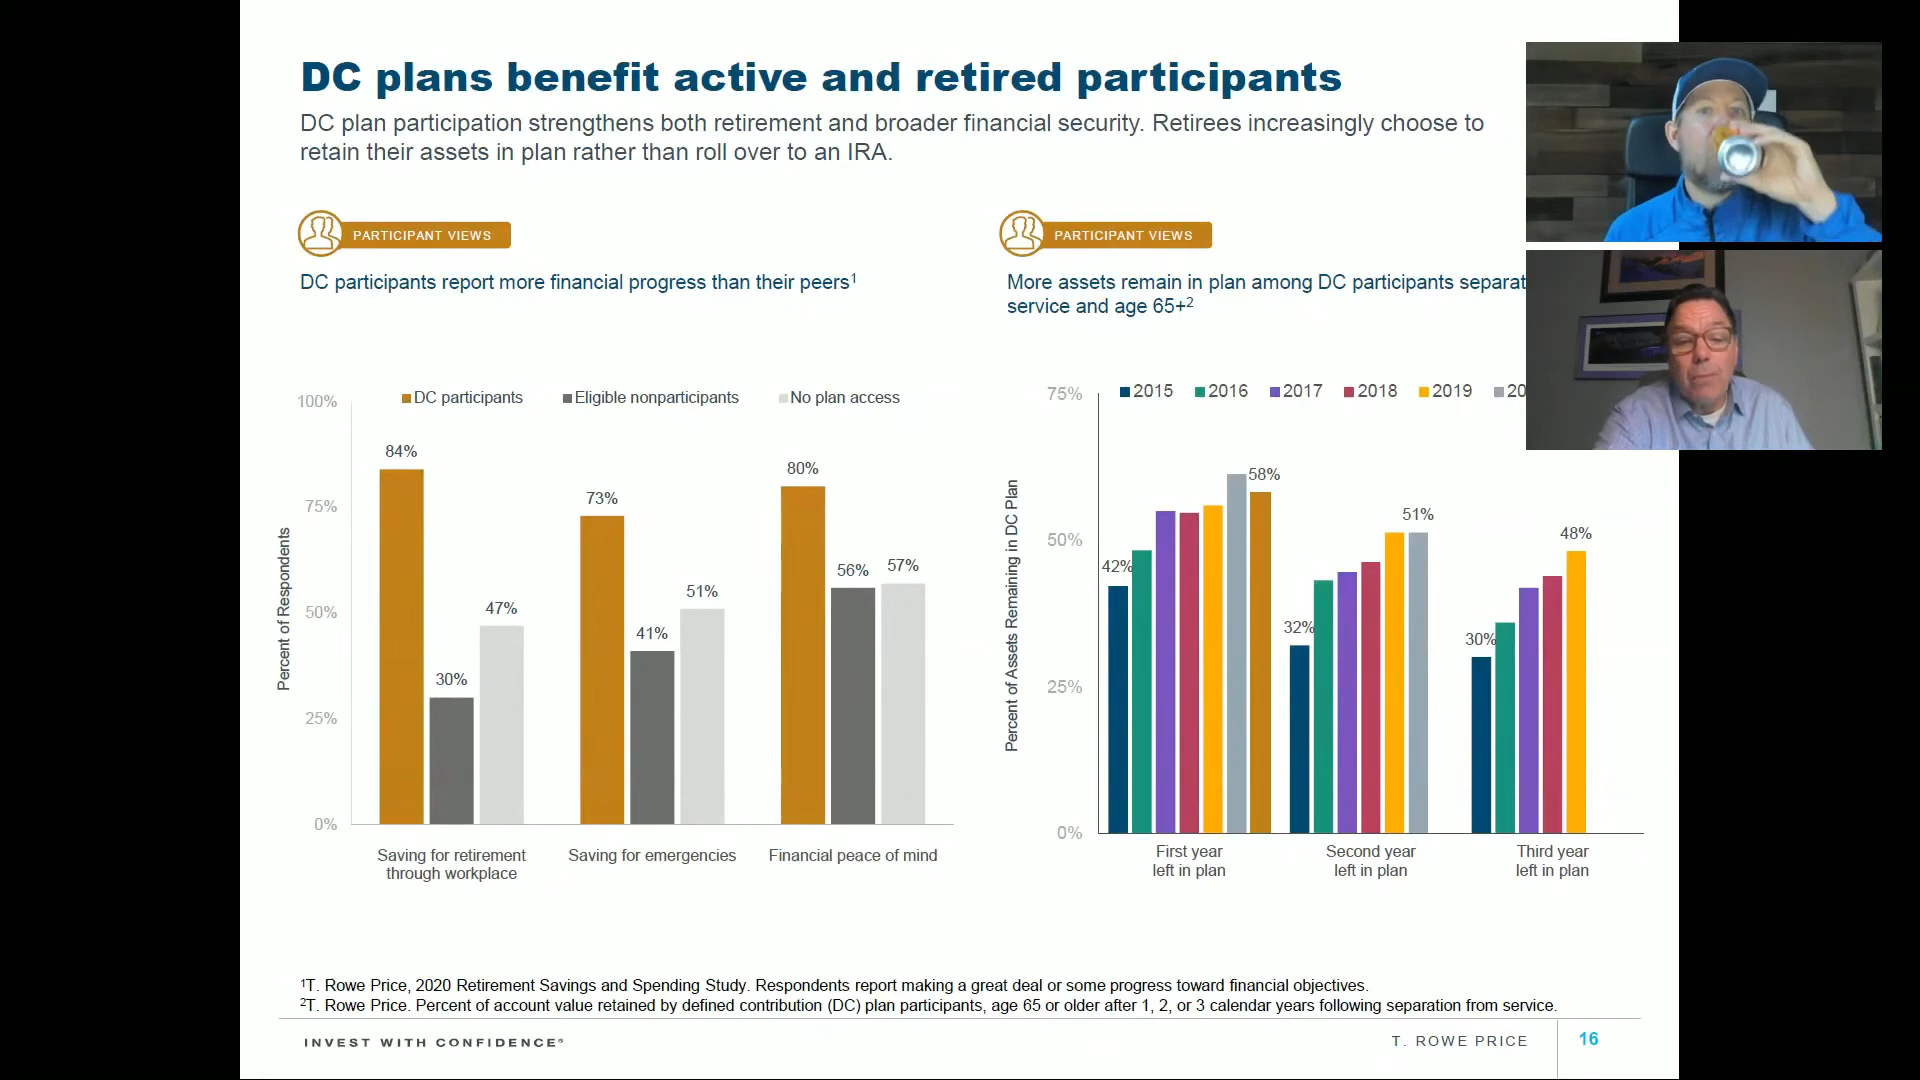 DC plans benefit active and retired participants
DC plan participation strengthens both retirement and broader financial security. Retirees increasingly choose to
retain their assets in plan rather than roll over to an IRA.
PARTICIPANT VIEWS
DC participants report more financial progress than their peers¹
100%
75%
50%
25%
0%
Percent of Respondents
DC participants
Eligible nonparticipants
No plan access
84%
30%
47%
73%
41%
51%
80%
56%
57%
Saving for retirement
through workplace
Saving for emergencies
Financial peace of mind
PARTICIPANT VIEWS
More assets remain in plan among DC participants separat
service and age 65+²
75%
50%
25%
0%
Percent of Assets Remaining in DC Plan
2015
2016
2017
2018
2019
20
42%
58%
32%
51%
30%
48%
First year
left in plan
Second year
left in plan
Third year
left in plan
¹T. Rowe Price, 2020 Retirement Savings and Spending Study. Respondents report making a great deal or some progress toward financial objectives.
²T. Rowe Price. Percent of account value retained by defined contribution (DC) plan participants, age 65 or older after 1, 2, or 3 calendar years following separation from service.
INVEST WITH CONFIDENCE®
T. ROWE PRICE
16